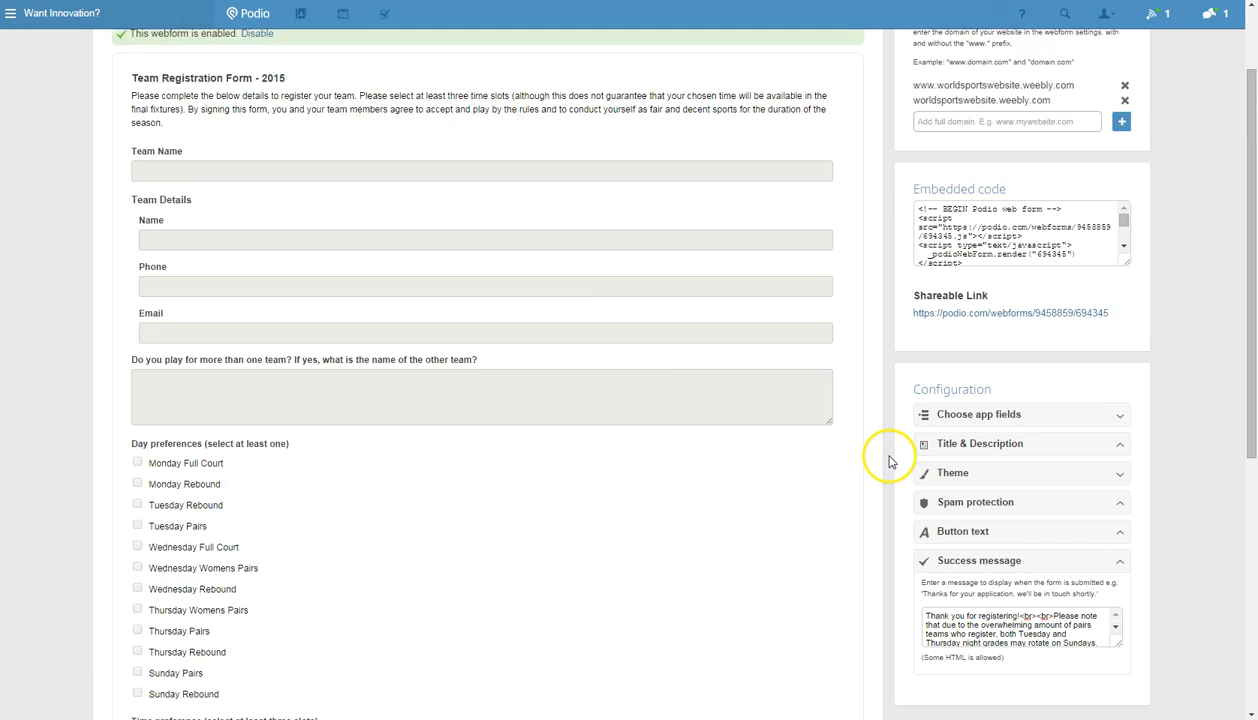 Want Innovation?
Podio
?
1
1
This webform is enabled. Disable
Team Registration Form - 2015
Please complete the below details to register your team. Please select at least three time slots (although this does not guarantee that your chosen time will be available in the
final fixtures). By signing this form, you and your team members agree to accept and play by the rules and to conduct yourself as fair and decent sports for the duration of the
season.
Team Name
Team Details
Name
Phone
Email
Do you play for more than one team? If yes, what is the name of the other team?
Day preferences (select at least one)
Monday Full Court
Monday Rebound
Tuesday Rebound
Tuesday Pairs
Wednesday Full Court
Wednesday Womens Pairs
Wednesday Rebound
Thursday Womens Pairs
Thursday Pairs
Thursday Rebound
Sunday Pairs
Sunday Rebound
Time preference (select at least three slots)
enter the domain of your website in the webform settings, with
and without the "www." prefix.
Example: "www.domain.com" and "domain.com"
www.worldsportswebsite.weebly.com
worldsportswebsite.weebly.com
Add full domain. E.g. www.mywebsite.com
+
Embedded code
<!-- BEGIN Podio web form -->
<script
src="https://podio.com/webforms/9458859
/694345.js"></script>
<script type="text/javascript">
_podioWebForm.render("694345")
</script>
Shareable Link
https://podio.com/webforms/9458859/694345
Configuration
Choose app fields
Title & Description
Theme
Spam protection
Button text
Success message
Enter a message to display when the form is submitted e.g.
'Thanks for your application, we'll be in touch shortly.'
Thank you for registering!<br><br>Please note
that due to the overwhelming amount of pairs
teams who register, both Tuesday and
Thursday night grades may rotate on Sundays.
(Some HTML is allowed)